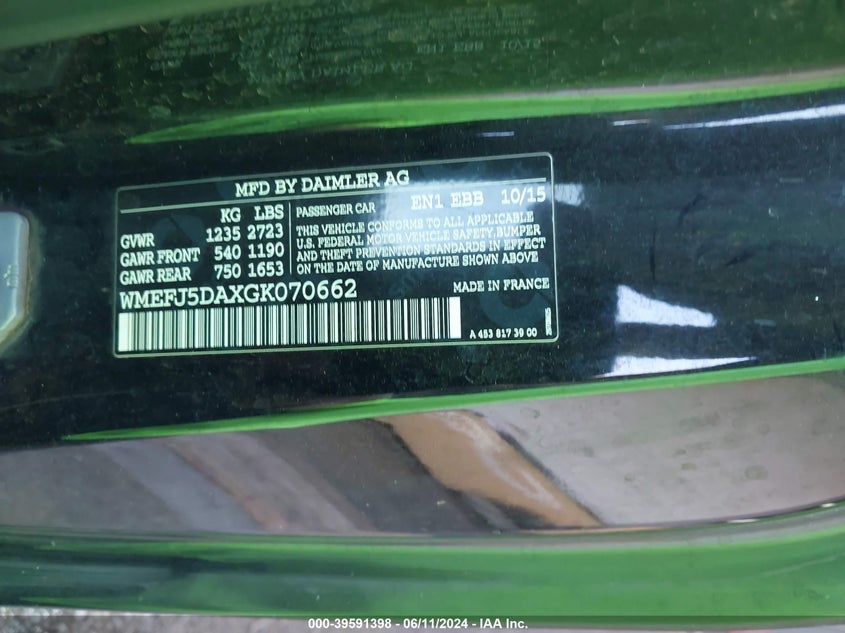 MFD BY DAIMLER AG
KG LBS
GVWR 1235 2723
GAWR FRONT 540 1190
GAWR REAR 750 1653
PASSENGER CAR EN1 EBB 10/15
THIS VEHICLE CONFORMS TO ALL APPLICABLE
U.S. FEDERAL MOTOR VEHICLE SAFETY, BUMPER
AND THEFT PREVENTION STANDARDS IN EFFECT
ON THE DATE OF MANUFACTURE SHOWN ABOVE
MADE IN FRANCE
WMEFJ5DAXGK070662
A 453 817 39 00
000-39591398 - 06/11/2024 - IAA Inc.